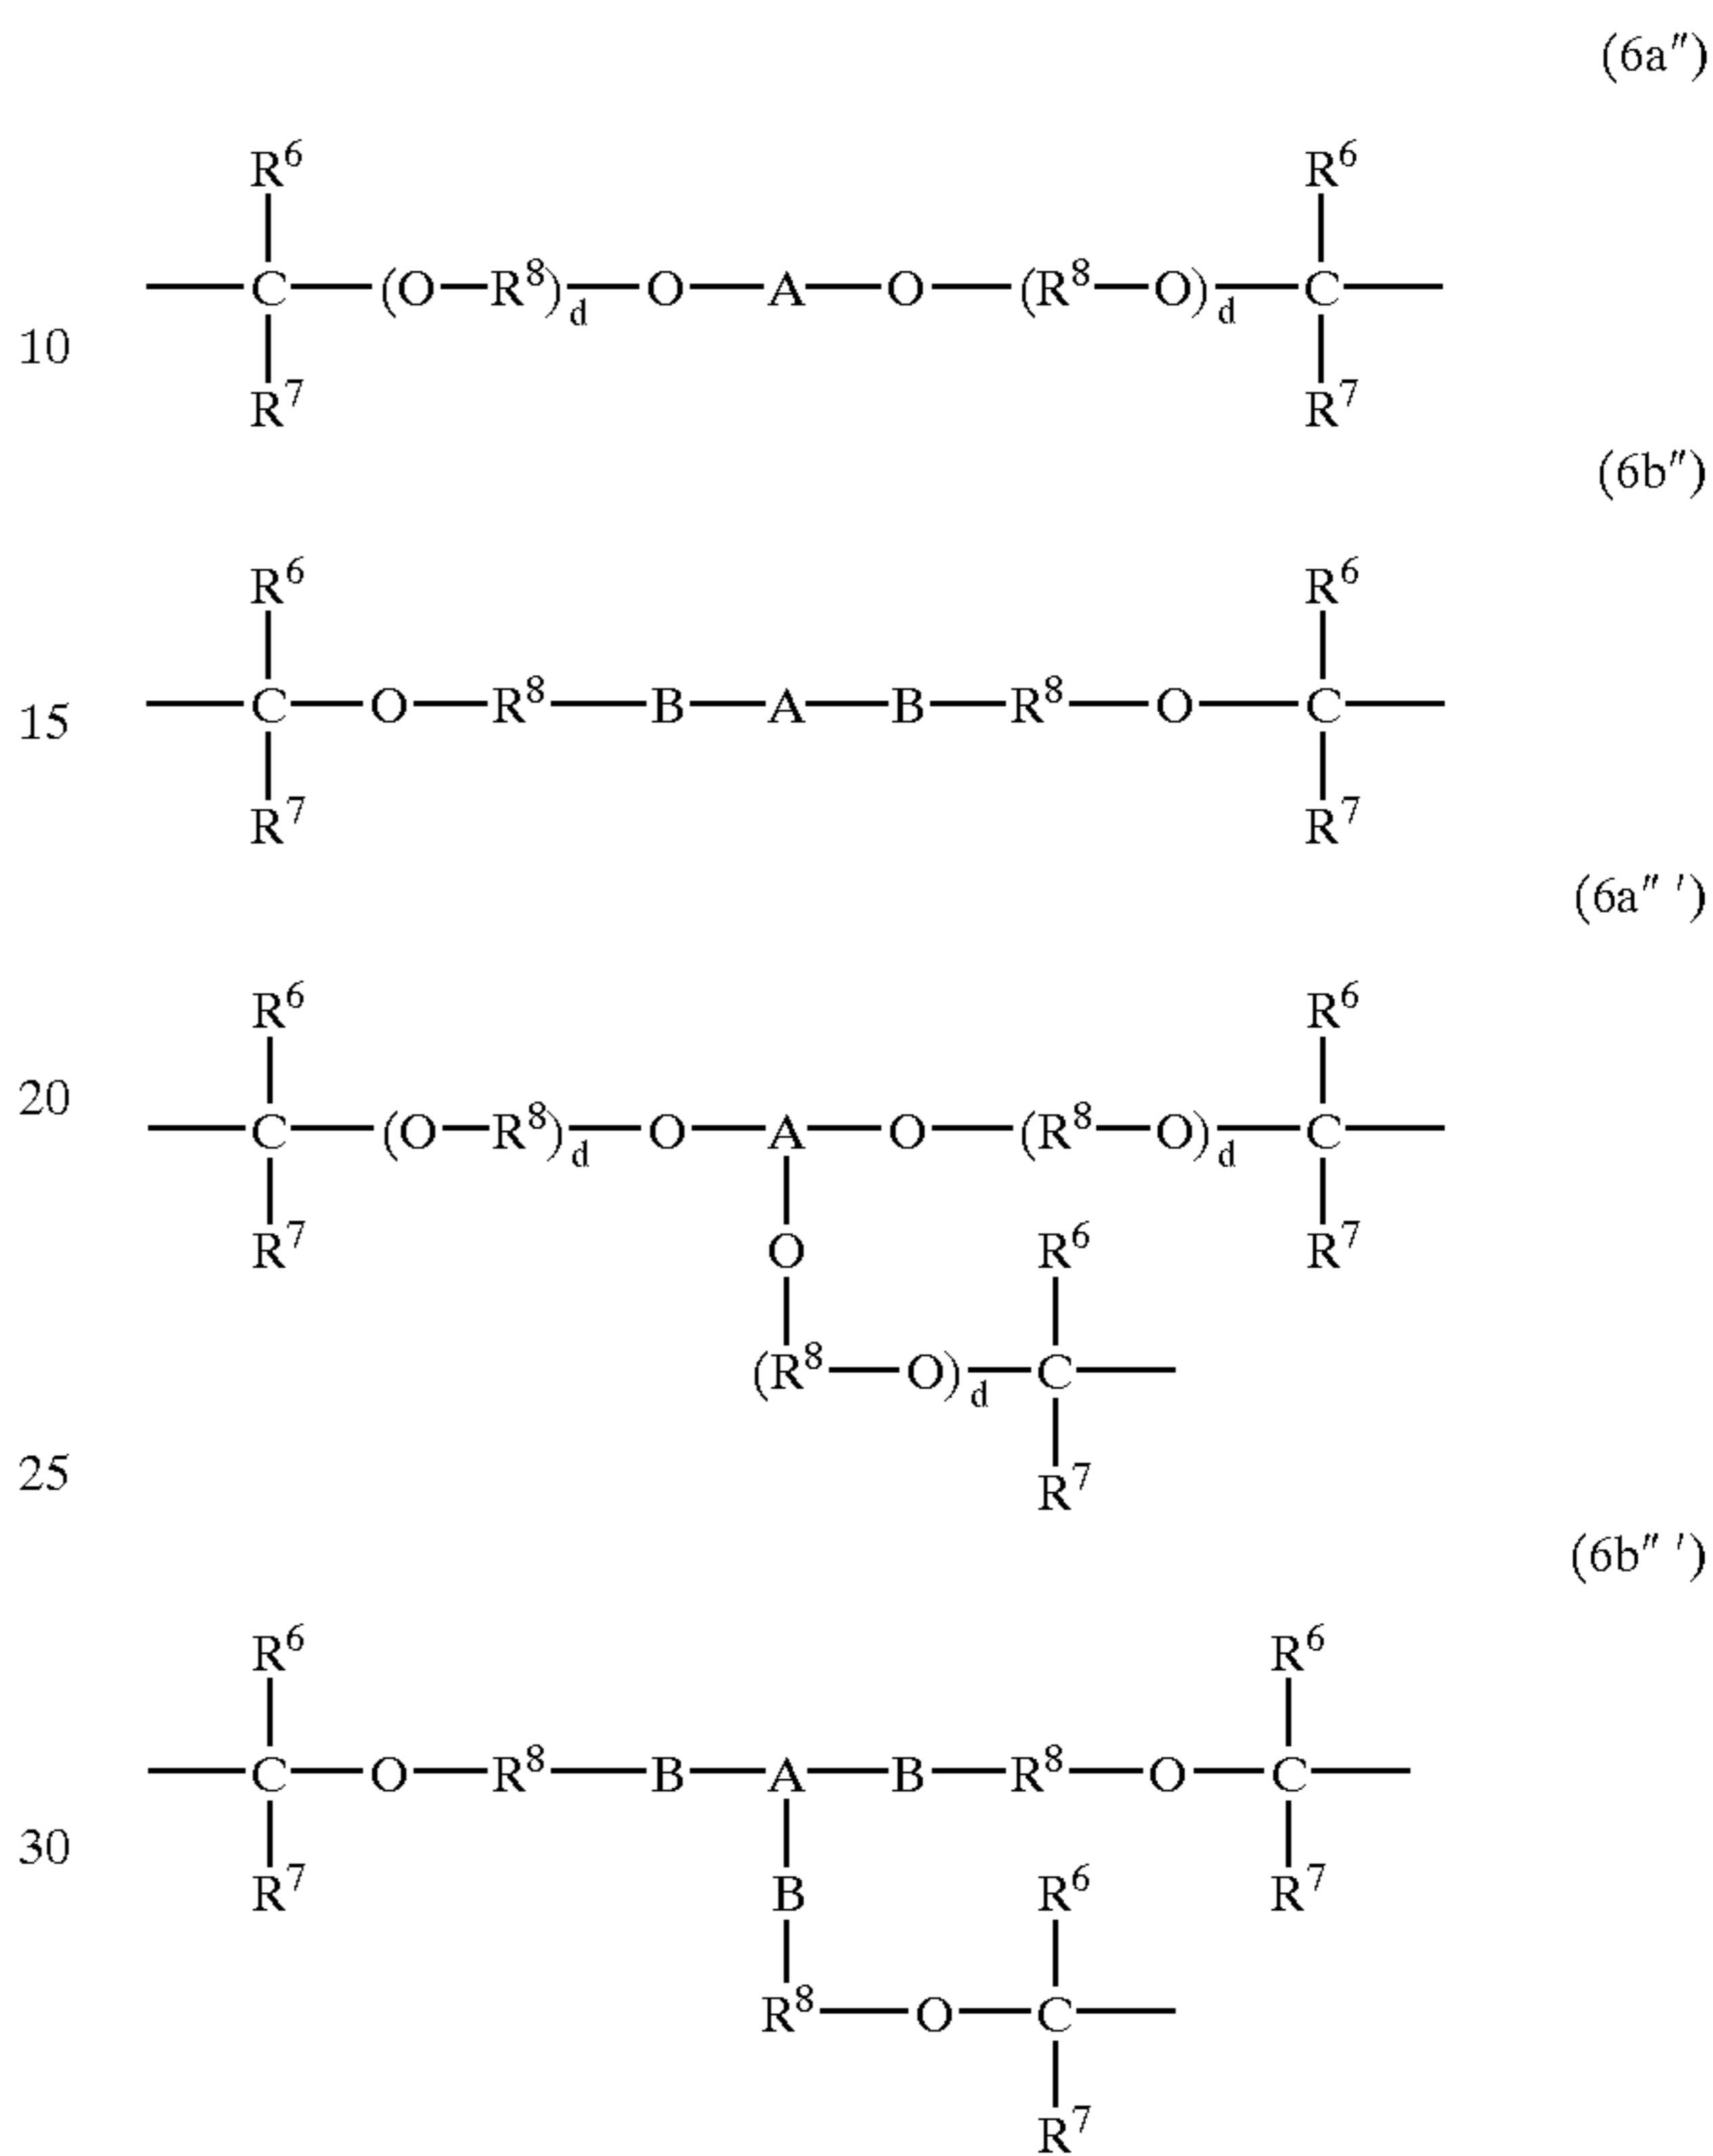 (6a″)
R⁶ R⁶
—C—(O—R⁸)d—O—A—O—(R⁸—O)d—C—
10
R⁷ R⁷
(6b″)
R⁶ R⁶
—C—O—R⁸—B—A—B—R⁸—O—C—
15
R⁷ R⁷
(6a″ ′)
R⁶ R⁶
20
—C—(O—R⁸)d—O—A—O—(R⁸—O)d—C—
R⁷ O R⁶ R⁷
(R⁸—O)d—C—
25
R⁷
(6b″ ′)
R⁶ R⁶
—C—O—R⁸—B—A—B—R⁸—O—C—
30
R⁷ B R⁶ R⁷
R⁸—O—C—
R⁷